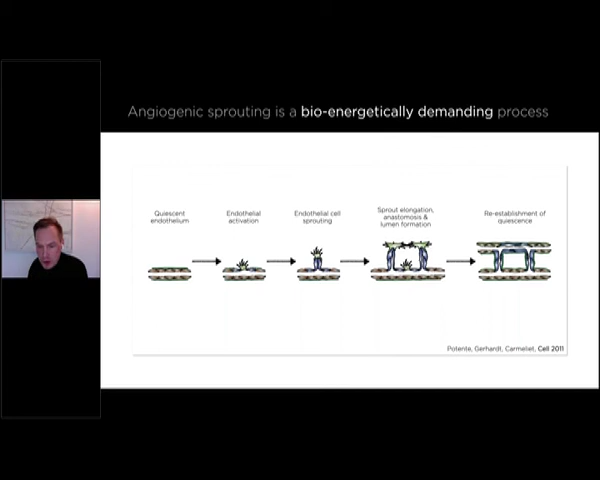 Angiogenic sprouting is a bio-energetically demanding process
Quiescent
endothelium
Endothelial
activation
Endothelial cell
sprouting
Sprout elongation,
anastomosis &
lumen formation
Re-establishment of
quiescence
Potente, Gerhardt, Carmeliet, Cell 2011